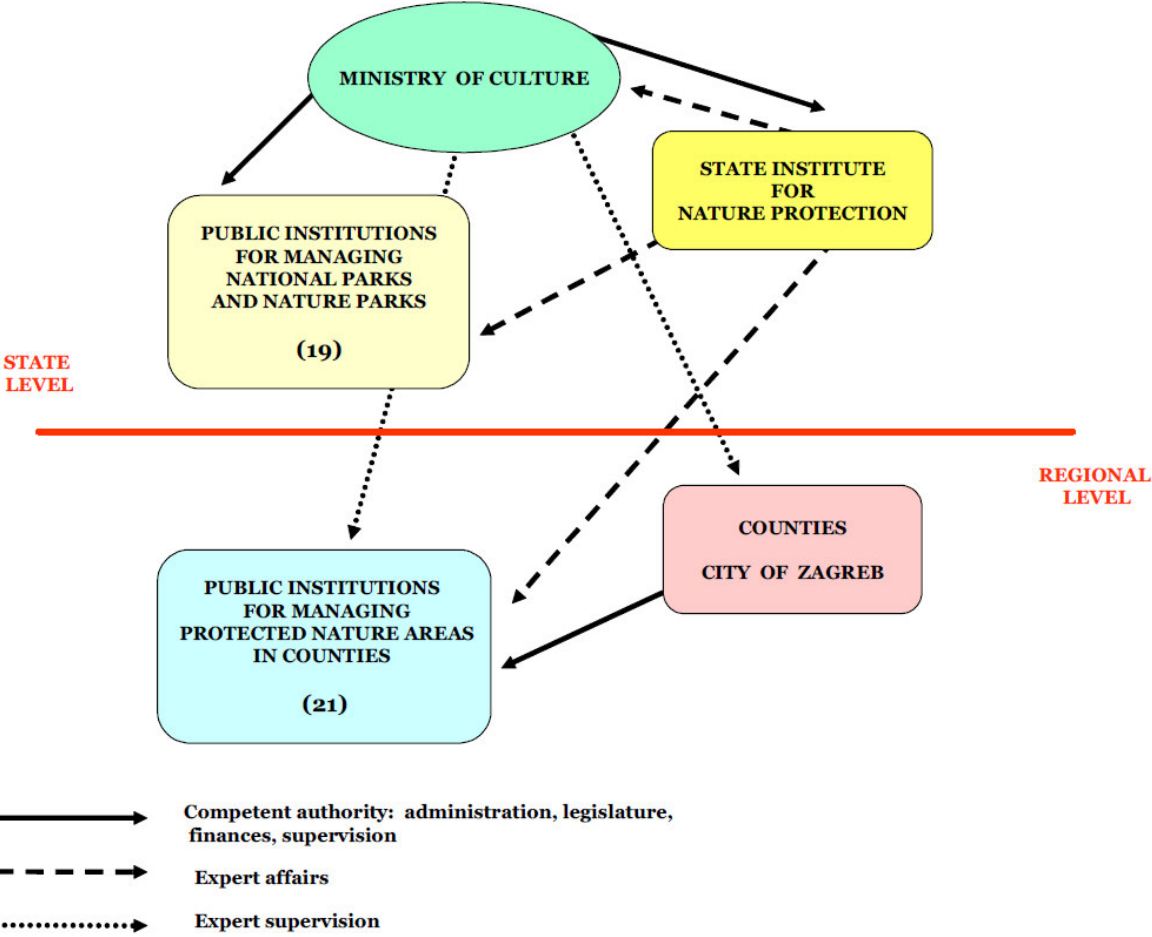 MINISTRY OF CULTURE
STATE INSTITUTE
FOR
NATURE PROTECTION
PUBLIC INSTITUTIONS
FOR MANAGING
NATIONAL PARKS
AND NATURE PARKS
(19)
STATE
LEVEL
REGIONAL
LEVEL
COUNTIES
CITY OF ZAGREB
PUBLIC INSTITUTIONS
FOR MANAGING
PROTECTED NATURE AREAS
IN COUNTIES
(21)
Competent authority: administration, legislature,
finances, supervision
Expert affairs
Expert supervision